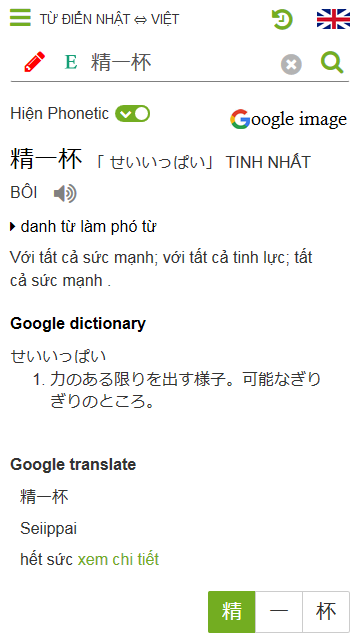 TỪ ĐIỂN NHẬT ⇔ VIỆT
E 精一杯
Hiện Phonetic
Google image
精一杯 「 せいいっぱい」 TINH NHẤT
BÔI
danh từ làm phó từ
Với tất cả sức mạnh; với tất cả tinh lực; tất
cả sức mạnh .
Google dictionary
せいいっぱい
1. 力のある限りを出す様子。可能なぎり
ぎりのところ。
Google translate
精一杯
Seiippai
hết sức xem chi tiết
精 一 杯